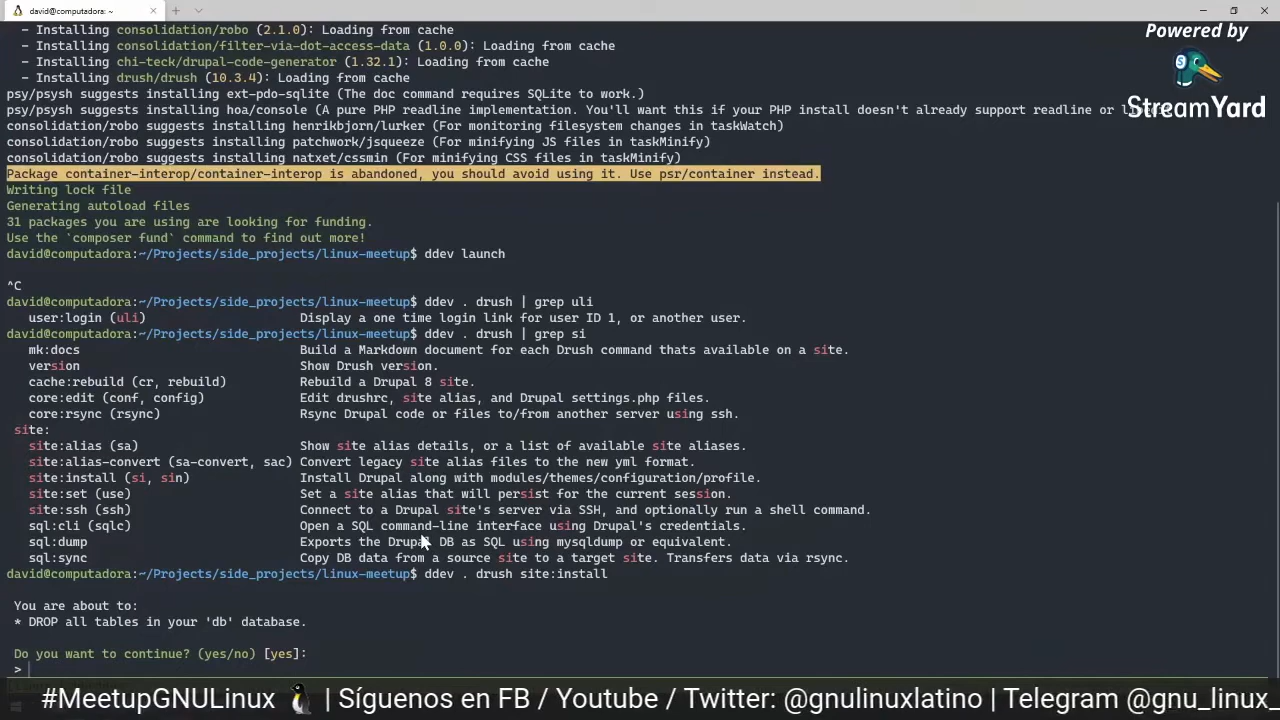 david@computadora: ~
- Installing consolidation/robo (2.1.0): Loading from cache
- Installing consolidation/filter-via-dot-access-data (1.0.0): Loading from cache
- Installing chi-teck/drupal-code-generator (1.32.1): Loading from cache
- Installing drush/drush (10.3.4): Loading from cache
psy/psysh suggests installing ext-pdo-sqlite (The doc command requires SQLite to work.)
psy/psysh suggests installing hoa/console (A pure PHP readline implementation. You'll want this if your PHP install doesn't already support readline or
consolidation/robo suggests installing henrikbjorn/lurker (For monitoring filesystem changes in taskWatch)
consolidation/robo suggests installing patchwork/jsqueeze (For minifying JS files in taskMinify)
consolidation/robo suggests installing natxet/cssmin (For minifying CSS files in taskMinify)
Package container-interop/container-interop is abandoned, you should avoid using it. Use psr/container instead.
Writing lock file
Generating autoload files
31 packages you are using are looking for funding.
Use the `composer fund` command to find out more!
david@computadora:~/Projects/side_projects/linux-meetup$ ddev launch
^C
david@computadora:~/Projects/side_projects/linux-meetup$ ddev . drush | grep uli
user:login (uli) Display a one time login link for user ID 1, or another user.
david@computadora:~/Projects/side_projects/linux-meetup$ ddev . drush | grep si
mk:docs Build a Markdown document for each Drush command thats available on a site.
version Show Drush version.
cache:rebuild (cr, rebuild) Rebuild a Drupal 8 site.
core:edit (conf, config) Edit drushrc, site alias, and Drupal settings.php files.
core:rsync (rsync) Rsync Drupal code or files to/from another server using ssh.
site:
site:alias (sa) Show site alias details, or a list of available site aliases.
site:alias-convert (sa-convert, sac) Convert legacy site alias files to the new yml format.
site:install (si, sin) Install Drupal along with modules/themes/configuration/profile.
site:set (use) Set a site alias that will persist for the current session.
site:ssh (ssh) Connect to a Drupal site's server via SSH, and optionally run a shell command.
sql:cli (sqlc) Open a SQL command-line interface using Drupal's credentials.
sql:dump Exports the Drupal DB as SQL using mysqldump or equivalent.
sql:sync Copy DB data from a source site to a target site. Transfers data via rsync.
david@computadora:~/Projects/side_projects/linux-meetup$ ddev . drush site:install
You are about to:
* DROP all tables in your 'db' database.
Do you want to continue? (yes/no) [yes]:
>
Powered by
StreamYard
#MeetupGNULinux | Síguenos en FB / Youtube / Twitter: @gnulinuxlatino | Telegram @gnu_linux_